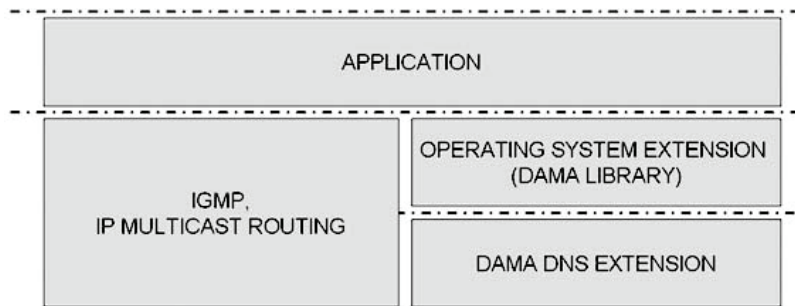 APPLICATION
IGMP,
IP MULTICAST ROUTING
OPERATING SYSTEM EXTENSION
(DAMA LIBRARY)
DAMA DNS EXTENSION